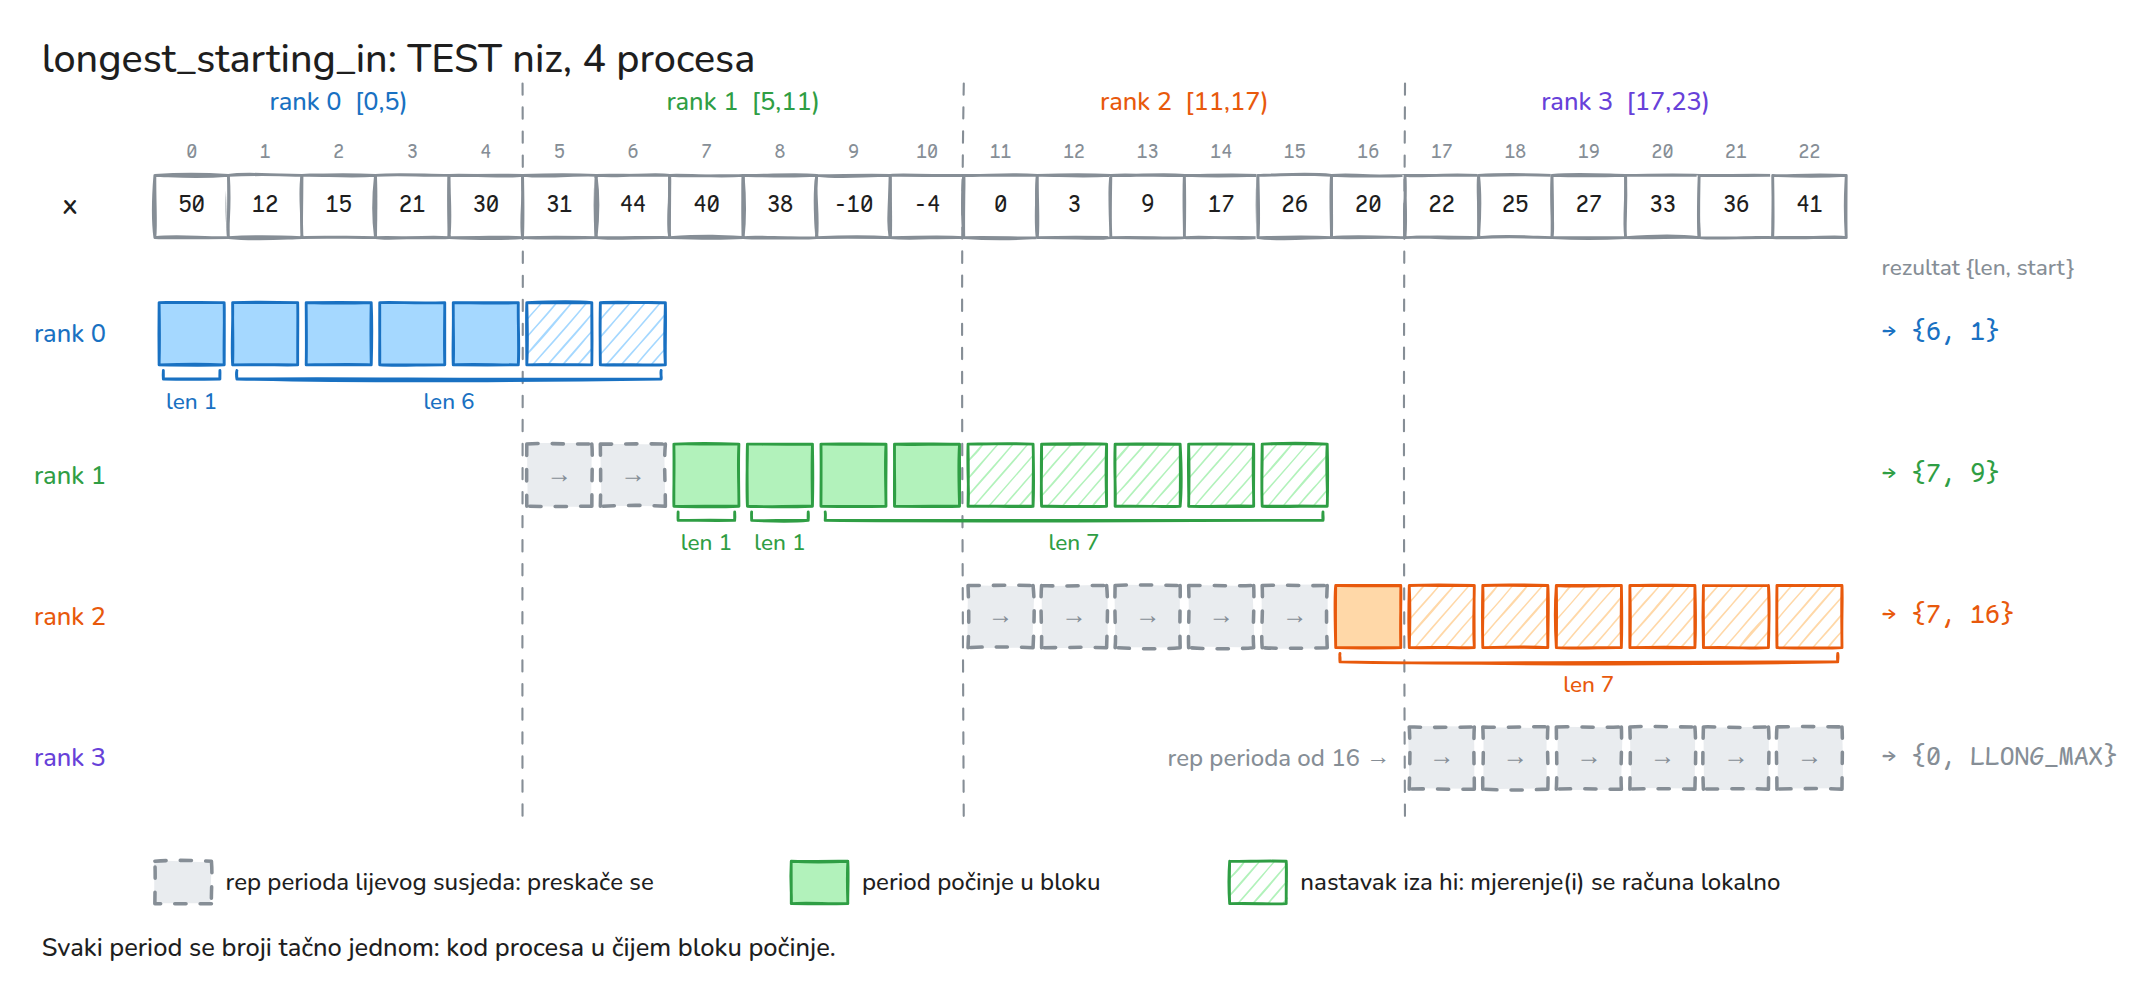 longest_starting_in: TEST niz, 4 procesa
rank 0 [0,5) rank 1 [5,11) rank 2 [11,17) rank 3 [17,23)
0 1 2 3 4 5 6 7 8 9 10 11 12 13 14 15 16 17 18 19 20 21 22
x 50 12 15 21 30 31 44 40 38 -10 -4 0 3 9 17 26 20 22 25 27 33 36 41
rezultat {len, start}
rank 0 → {6, 1}
len 1 len 6
rank 1 → → → {7, 9}
len 1 len 1 len 7
rank 2 → → → → → → {7, 16}
len 7
rank 3 rep perioda od 16 → → → → → → → → {0, LLONG_MAX}
rep perioda lijevog susjeda: preskače se period počinje u bloku nastavak iza hi: mjerenje(i) se računa lokalno
Svaki period se broji tačno jednom: kod procesa u čijem bloku počinje.